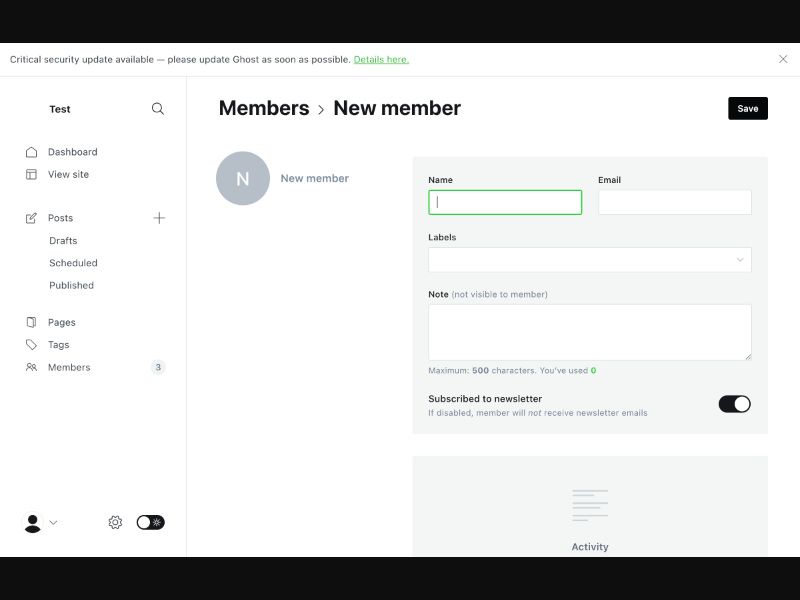 Critical security update available — please update Ghost as soon as possible. Details here.
Test
Dashboard
View site
Posts
Drafts
Scheduled
Published
Pages
Tags
Members 3
Members > New member
Save
N
New member
Name
Email
Labels
Note (not visible to member)
Maximum: 500 characters. You've used 0
Subscribed to newsletter
If disabled, member will not receive newsletter emails
Activity